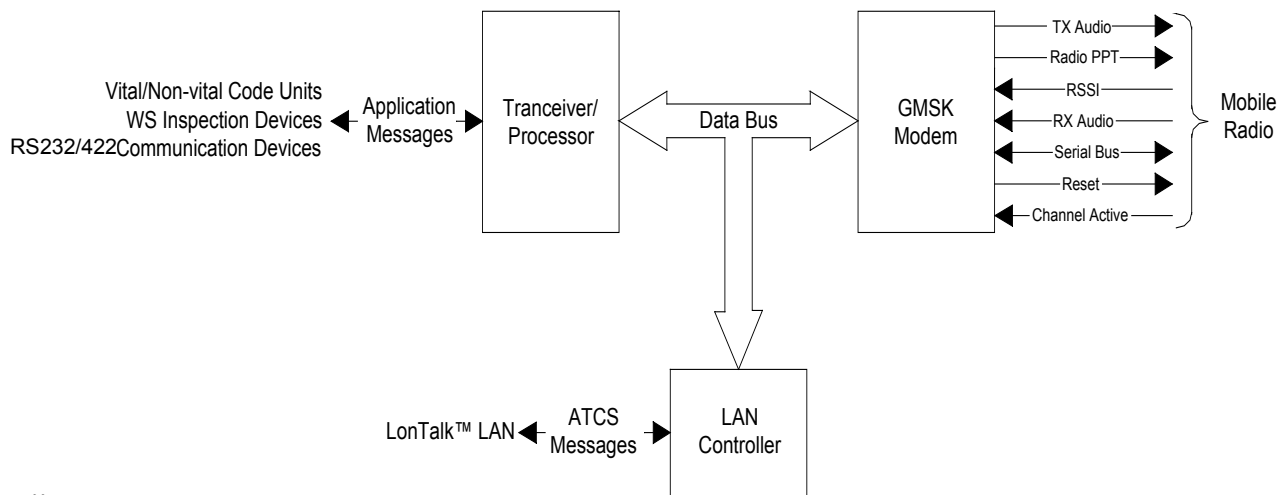 Vital/Non-vital Code Units
WS Inspection Devices
RS232/422Communication Devices
Application
Messages
Tranceiver/
Processor
Data Bus
GMSK
Modem
TX Audio
Radio PPT
RSSI
RX Audio
Serial Bus
Reset
Channel Active
Mobile
Radio
LonTalk™ LAN
ATCS
Messages
LAN
Controller